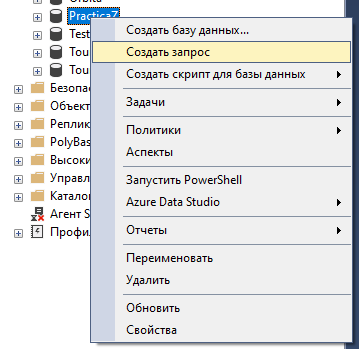 Practica7
Test
Tou
Tou
Безопас
Объект
Реплик
PolyBas
Высоки
Управл
Катало
Агент S
Профил
Создать базу данных...
Создать запрос
Создать скрипт для базы данных
Задачи
Политики
Аспекты
Запустить PowerShell
Azure Data Studio
Отчеты
Переименовать
Удалить
Обновить
Свойства